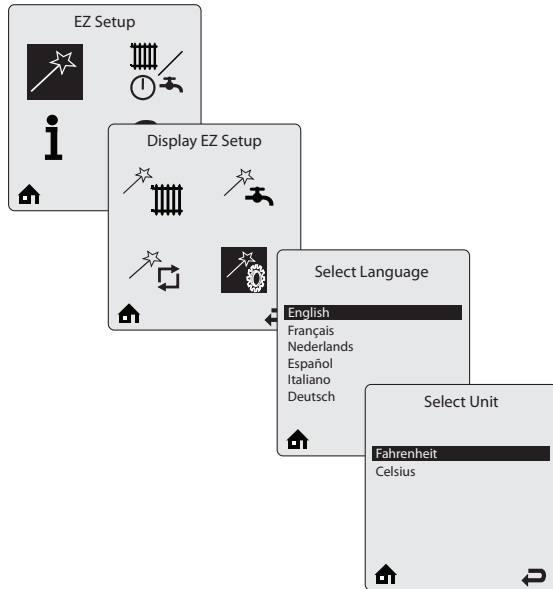 EZ Setup
Display EZ Setup
Select Language
English
Français
Nederlands
Español
Italiano
Deutsch
Select Unit
Fahrenheit
Celsius